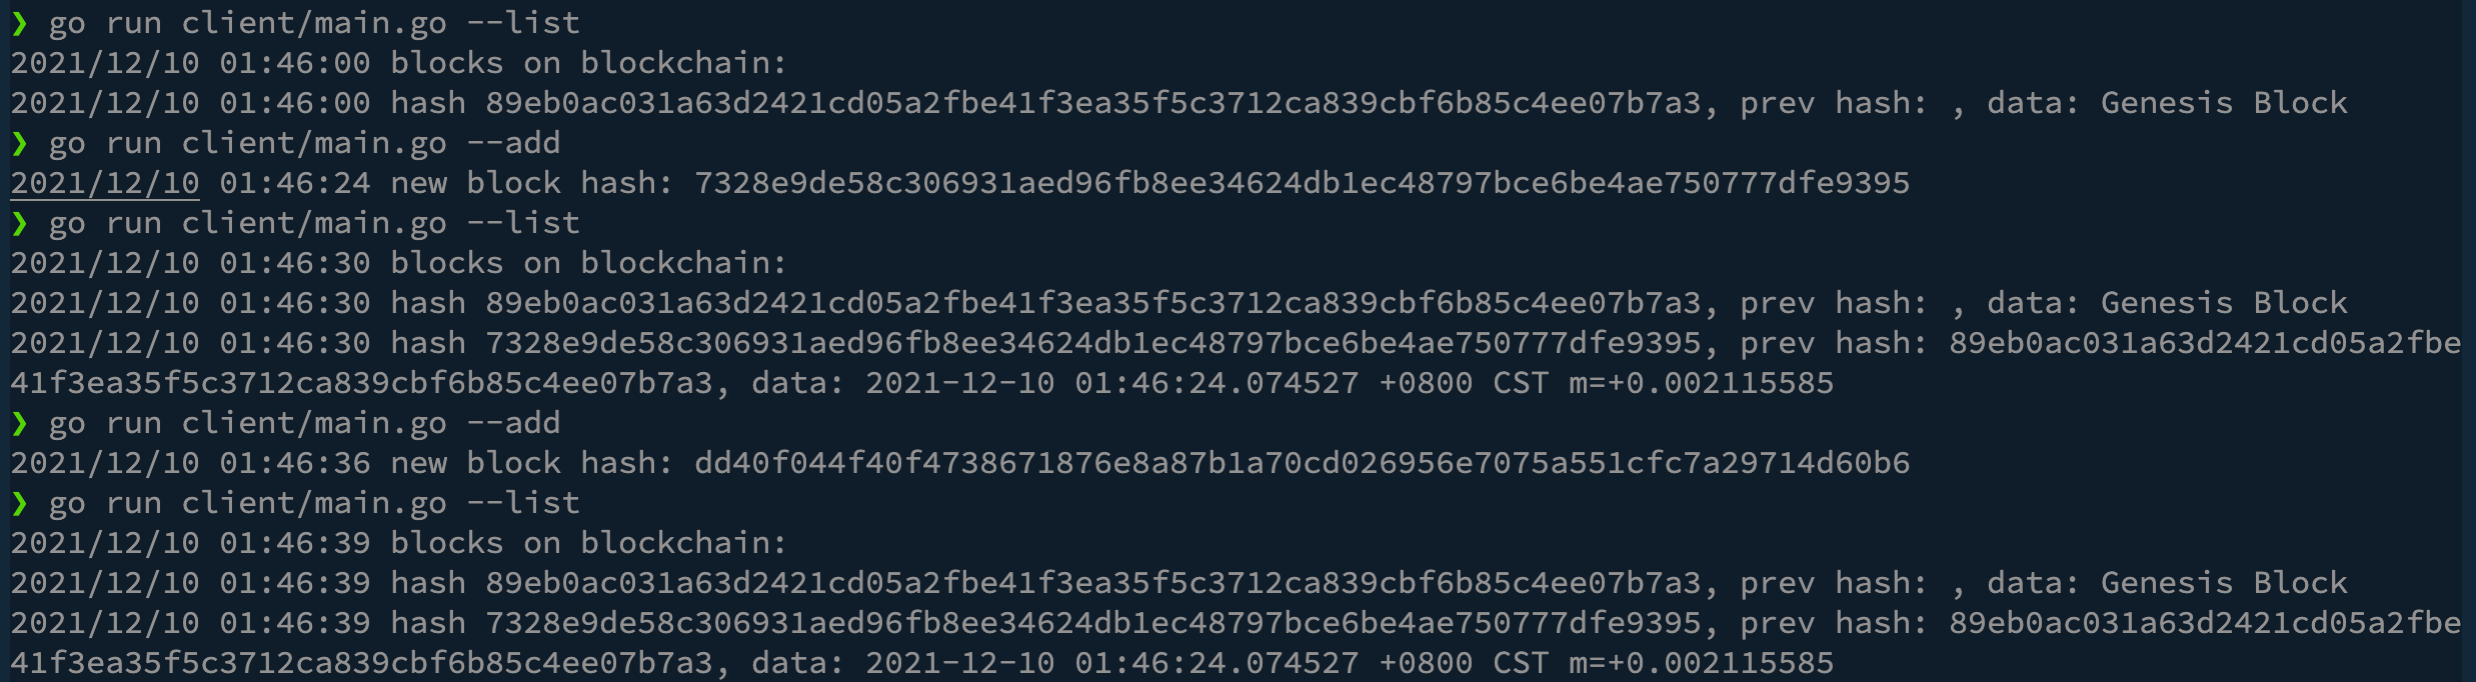 ❯ go run client/main.go --list
2021/12/10 01:46:00 blocks on blockchain:
2021/12/10 01:46:00 hash 89eb0ac031a63d2421cd05a2fbe41f3ea35f5c3712ca839cbf6b85c4ee07b7a3, prev hash: , data: Genesis Block
❯ go run client/main.go --add
2021/12/10 01:46:24 new block hash: 7328e9de58c306931aed96fb8ee34624db1ec48797bce6be4ae750777dfe9395
❯ go run client/main.go --list
2021/12/10 01:46:30 blocks on blockchain:
2021/12/10 01:46:30 hash 89eb0ac031a63d2421cd05a2fbe41f3ea35f5c3712ca839cbf6b85c4ee07b7a3, prev hash: , data: Genesis Block
2021/12/10 01:46:30 hash 7328e9de58c306931aed96fb8ee34624db1ec48797bce6be4ae750777dfe9395, prev hash: 89eb0ac031a63d2421cd05a2fbe
41f3ea35f5c3712ca839cbf6b85c4ee07b7a3, data: 2021-12-10 01:46:24.074527 +0800 CST m=+0.002115585
❯ go run client/main.go --add
2021/12/10 01:46:36 new block hash: dd40f044f40f4738671876e8a87b1a70cd026956e7075a551cfc7a29714d60b6
❯ go run client/main.go --list
2021/12/10 01:46:39 blocks on blockchain:
2021/12/10 01:46:39 hash 89eb0ac031a63d2421cd05a2fbe41f3ea35f5c3712ca839cbf6b85c4ee07b7a3, prev hash: , data: Genesis Block
2021/12/10 01:46:39 hash 7328e9de58c306931aed96fb8ee34624db1ec48797bce6be4ae750777dfe9395, prev hash: 89eb0ac031a63d2421cd05a2fbe
41f3ea35f5c3712ca839cbf6b85c4ee07b7a3, data: 2021-12-10 01:46:24.074527 +0800 CST m=+0.002115585